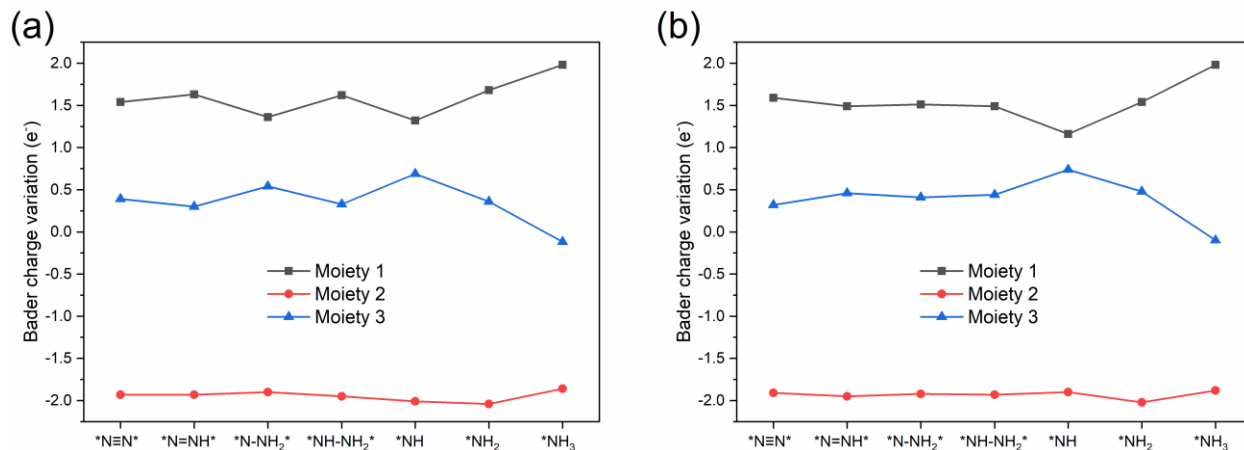 (a)
Bader charge variation (e⁻)
2.0
1.5
1.0
0.5
0.0
-0.5
-1.0
-1.5
-2.0
Moiety 1
Moiety 2
Moiety 3
*N≡N* *N=NH* *N-NH₂* *NH-NH₂* *NH *NH₂ *NH₃
(b)
Bader charge variation (e⁻)
2.0
1.5
1.0
0.5
0.0
-0.5
-1.0
-1.5
-2.0
Moiety 1
Moiety 2
Moiety 3
*N≡N* *N=NH* *N-NH₂* *NH-NH₂* *NH *NH₂ *NH₃